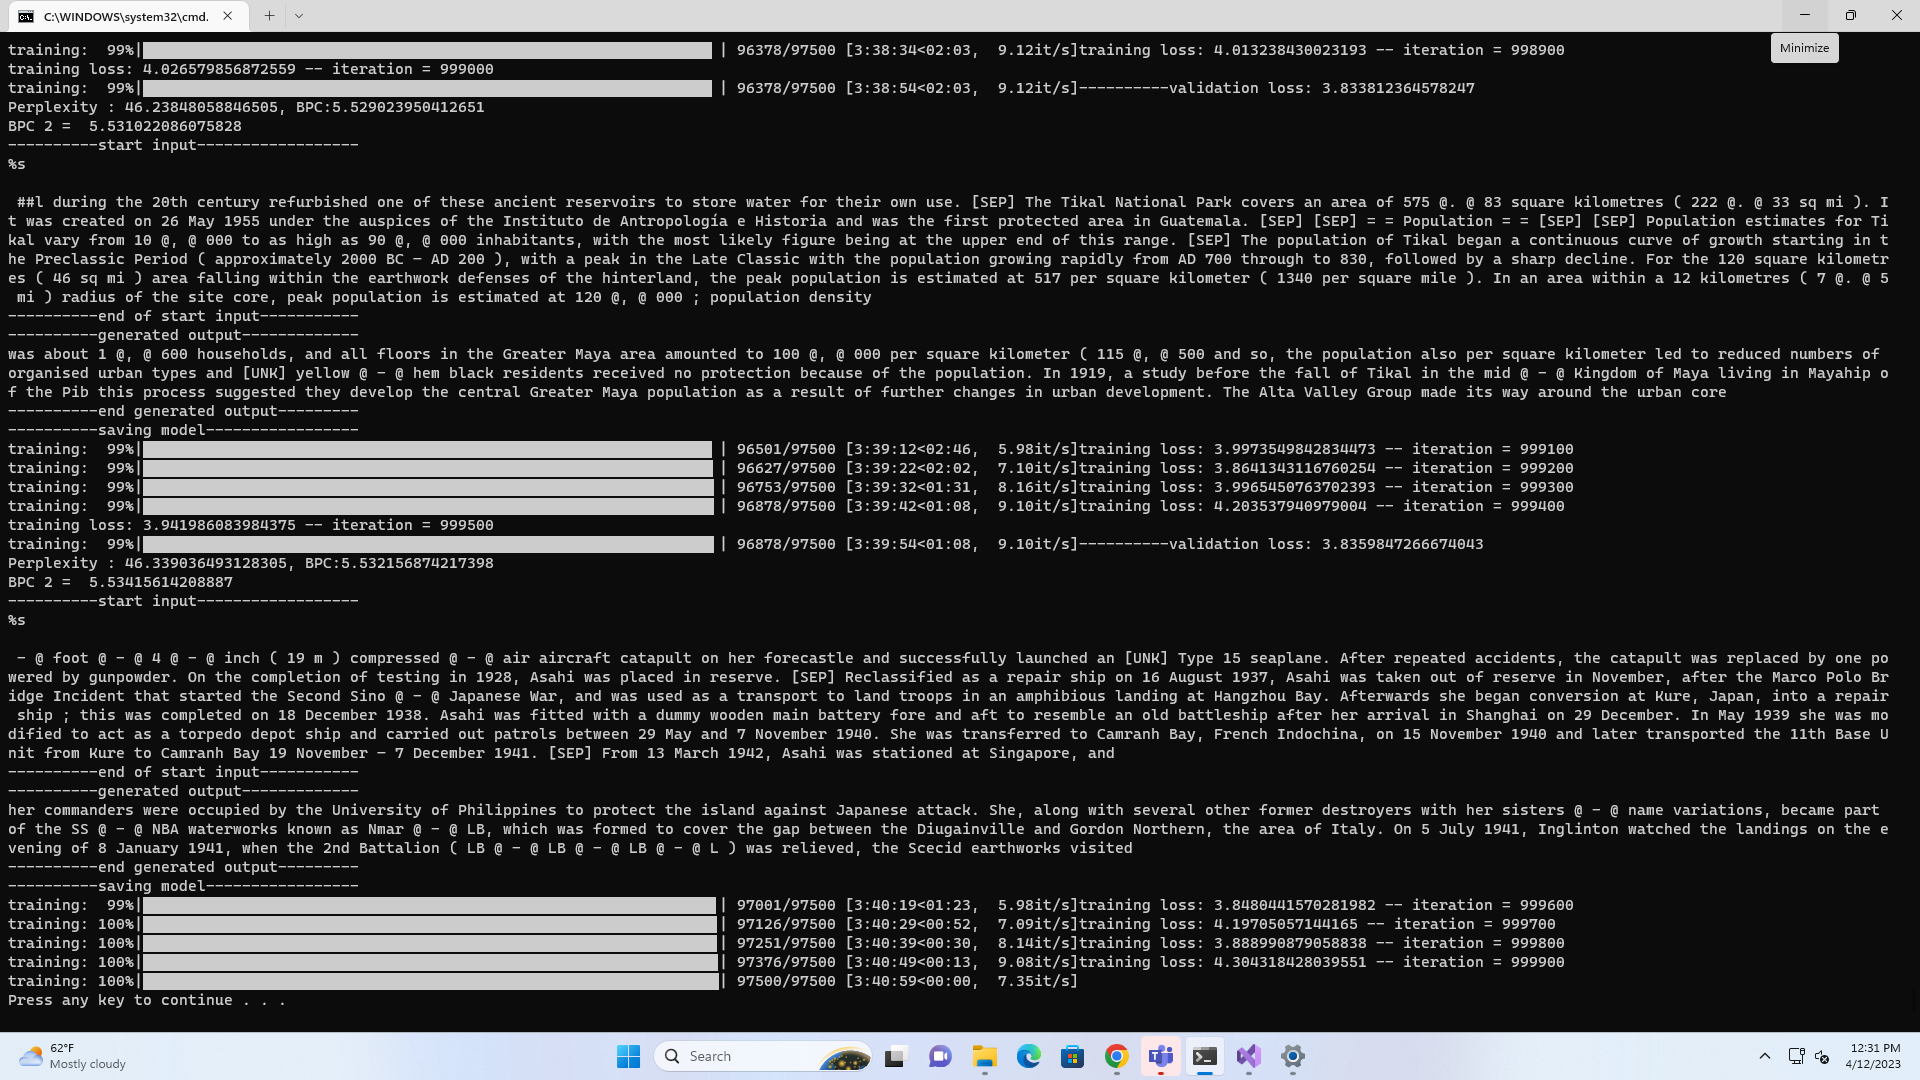 C:\WINDOWS\system32\cmd.
training:  99%| | 96378/97500 [3:38:34<02:03,  9.12it/s]training loss: 4.013238430023193 -- iteration = 998900
Minimize
training loss: 4.026579856872559 -- iteration = 999000
training:  99%| | 96378/97500 [3:38:54<02:03,  9.12it/s]----------validation loss: 3.833812364578247
Perplexity : 46.23848058846505, BPC:5.529023950412651
BPC 2 =  5.531022086075828
----------start input------------------
%s
##l during the 20th century refurbished one of these ancient reservoirs to store water for their own use. [SEP] The Tikal National Park covers an area of 575 @. @ 83 square kilometres ( 222 @. @ 33 sq mi ). I
t was created on 26 May 1955 under the auspices of the Instituto de Antropología e Historia and was the first protected area in Guatemala. [SEP] [SEP] = = Population = = [SEP] [SEP] Population estimates for Ti
kal vary from 10 @, @ 000 to as high as 90 @, @ 000 inhabitants, with the most likely figure being at the upper end of this range. [SEP] The population of Tikal began a continuous curve of growth starting in t
he Preclassic Period ( approximately 2000 BC – AD 200 ), with a peak in the Late Classic with the population growing rapidly from AD 700 through to 830, followed by a sharp decline. For the 120 square kilometr
es ( 46 sq mi ) area falling within the earthwork defenses of the hinterland, the peak population is estimated at 517 per square kilometer ( 1340 per square mile ). In an area within a 12 kilometres ( 7 @. @ 5
mi ) radius of the site core, peak population is estimated at 120 @, @ 000 ; population density
----------end of start input-----------
----------generated output-------------
was about 1 @, @ 600 households, and all floors in the Greater Maya area amounted to 100 @, @ 000 per square kilometer ( 115 @, @ 500 and so, the population also per square kilometer led to reduced numbers of
organised urban types and [UNK] yellow @ - @ hem black residents received no protection because of the population. In 1919, a study before the fall of Tikal in the mid @ - @ Kingdom of Maya living in Mayahip o
f the Pib this process suggested they develop the central Greater Maya population as a result of further changes in urban development. The Alta Valley Group made its way around the urban core
----------end generated output---------
----------saving model-----------------
training:  99%| | 96501/97500 [3:39:12<02:46,  5.98it/s]training loss: 3.9973549842834473 -- iteration = 999100
training:  99%| | 96627/97500 [3:39:22<02:02,  7.10it/s]training loss: 3.8641343116760254 -- iteration = 999200
training:  99%| | 96753/97500 [3:39:32<01:31,  8.16it/s]training loss: 3.9965450763702393 -- iteration = 999300
training:  99%| | 96878/97500 [3:39:42<01:08,  9.10it/s]training loss: 4.203537940979004 -- iteration = 999400
training loss: 3.941986083984375 -- iteration = 999500
training:  99%| | 96878/97500 [3:39:54<01:08,  9.10it/s]----------validation loss: 3.8359847266674043
Perplexity : 46.339036493128305, BPC:5.532156874217398
BPC 2 =  5.53415614208887
----------start input------------------
%s
- @ foot @ - @ 4 @ - @ inch ( 19 m ) compressed @ - @ air aircraft catapult on her forecastle and successfully launched an [UNK] Type 15 seaplane. After repeated accidents, the catapult was replaced by one po
wered by gunpowder. On the completion of testing in 1928, Asahi was placed in reserve. [SEP] Reclassified as a repair ship on 16 August 1937, Asahi was taken out of reserve in November, after the Marco Polo Br
idge Incident that started the Second Sino @ - @ Japanese War, and was used as a transport to land troops in an amphibious landing at Hangzhou Bay. Afterwards she began conversion at Kure, Japan, into a repair
ship ; this was completed on 18 December 1938. Asahi was fitted with a dummy wooden main battery fore and aft to resemble an old battleship after her arrival in Shanghai on 29 December. In May 1939 she was mo
dified to act as a torpedo depot ship and carried out patrols between 29 May and 7 November 1940. She was transferred to Camranh Bay, French Indochina, on 15 November 1940 and later transported the 11th Base U
nit from Kure to Camranh Bay 19 November – 7 December 1941. [SEP] From 13 March 1942, Asahi was stationed at Singapore, and
----------end of start input-----------
----------generated output-------------
her commanders were occupied by the University of Philippines to protect the island against Japanese attack. She, along with several other former destroyers with her sisters @ - @ name variations, became part
of the SS @ - @ NBA waterworks known as Nmar @ - @ LB, which was formed to cover the gap between the Diugainville and Gordon Northern, the area of Italy. On 5 July 1941, Inglinton watched the landings on the e
vening of 8 January 1941, when the 2nd Battalion ( LB @ - @ LB @ - @ LB @ - @ L ) was relieved, the Scecid earthworks visited
----------end generated output---------
----------saving model-----------------
training:  99%| | 97001/97500 [3:40:19<01:23,  5.98it/s]training loss: 3.8480441570281982 -- iteration = 999600
training: 100%| | 97126/97500 [3:40:29<00:52,  7.09it/s]training loss: 4.19705057144165 -- iteration = 999700
training: 100%| | 97251/97500 [3:40:39<00:30,  8.14it/s]training loss: 3.888990879058838 -- iteration = 999800
training: 100%| | 97376/97500 [3:40:49<00:13,  9.08it/s]training loss: 4.304318428039551 -- iteration = 999900
training: 100%| | 97500/97500 [3:40:59<00:00,  7.35it/s]
Press any key to continue . . .
62°F
Mostly cloudy
Search
12:31 PM
4/12/2023